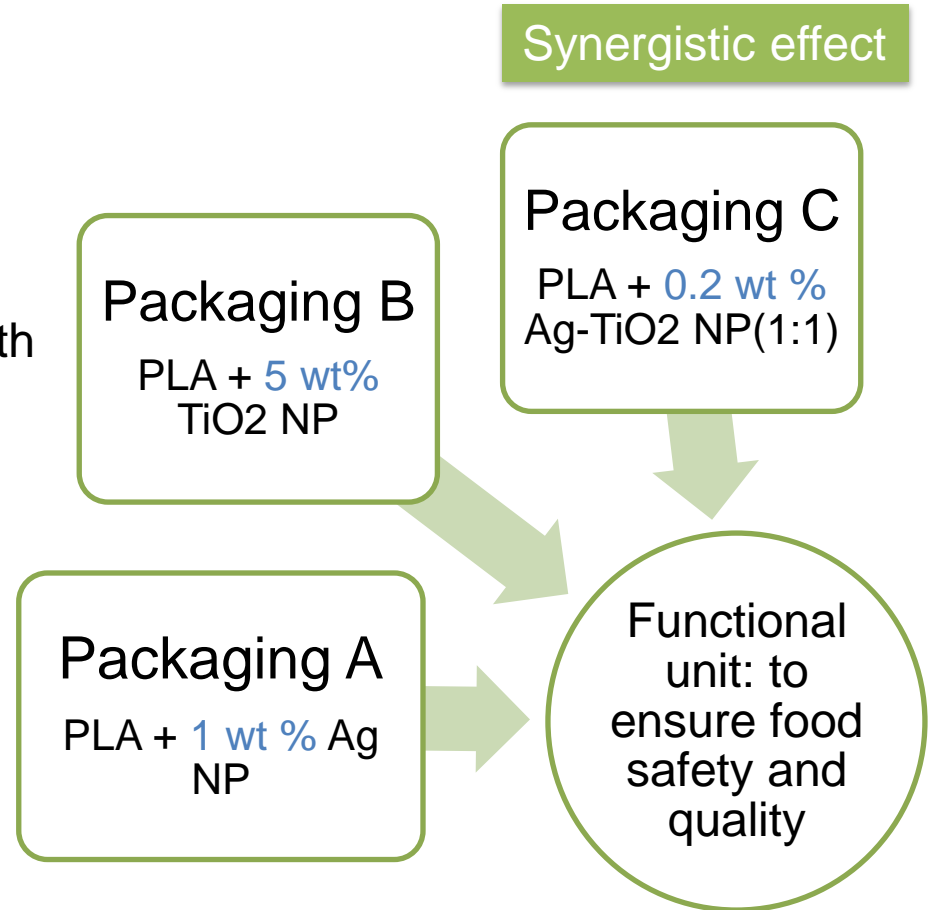 Synergistic effect
Packaging C
PLA + 0.2 wt %
Ag-TiO2 NP(1:1)
Packaging B
PLA + 5 wt%
TiO2 NP
th
Packaging A
PLA + 1 wt % Ag
NP
Functional
unit: to
ensure food
safety and
quality